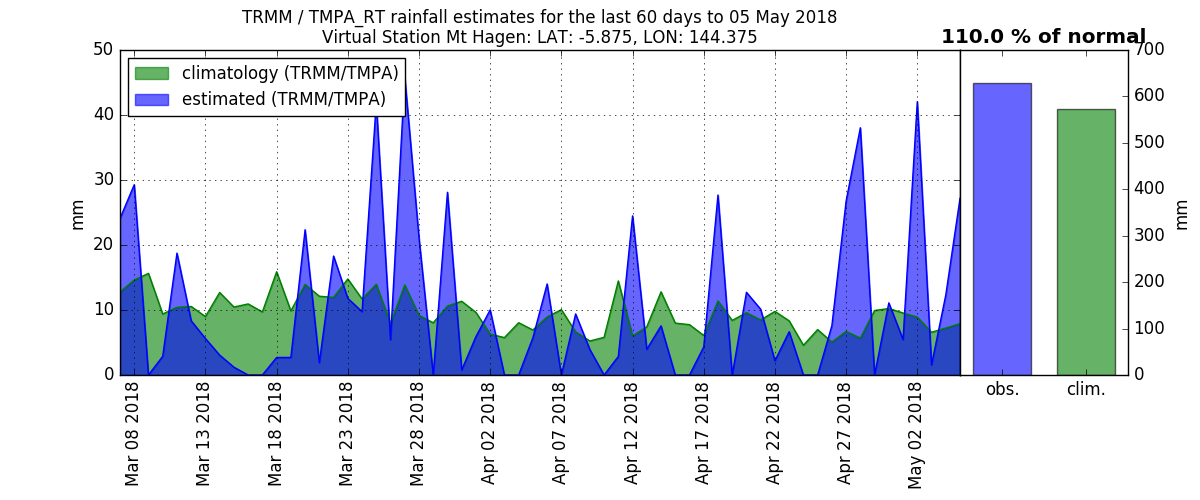 TRMM / TMPA_RT rainfall estimates for the last 60 days to 05 May 2018
Virtual Station Mt Hagen: LAT: -5.875, LON: 144.375
110.0 % of normal
climatology (TRMM/TMPA)
estimated (TRMM/TMPA)
mm
50
40
30
20
10
0
Mar 08 2018
Mar 13 2018
Mar 18 2018
Mar 23 2018
Mar 28 2018
Apr 02 2018
Apr 07 2018
Apr 12 2018
Apr 17 2018
Apr 22 2018
Apr 27 2018
May 02 2018
700
600
500
400
300
200
100
0
mm
obs.
clim.